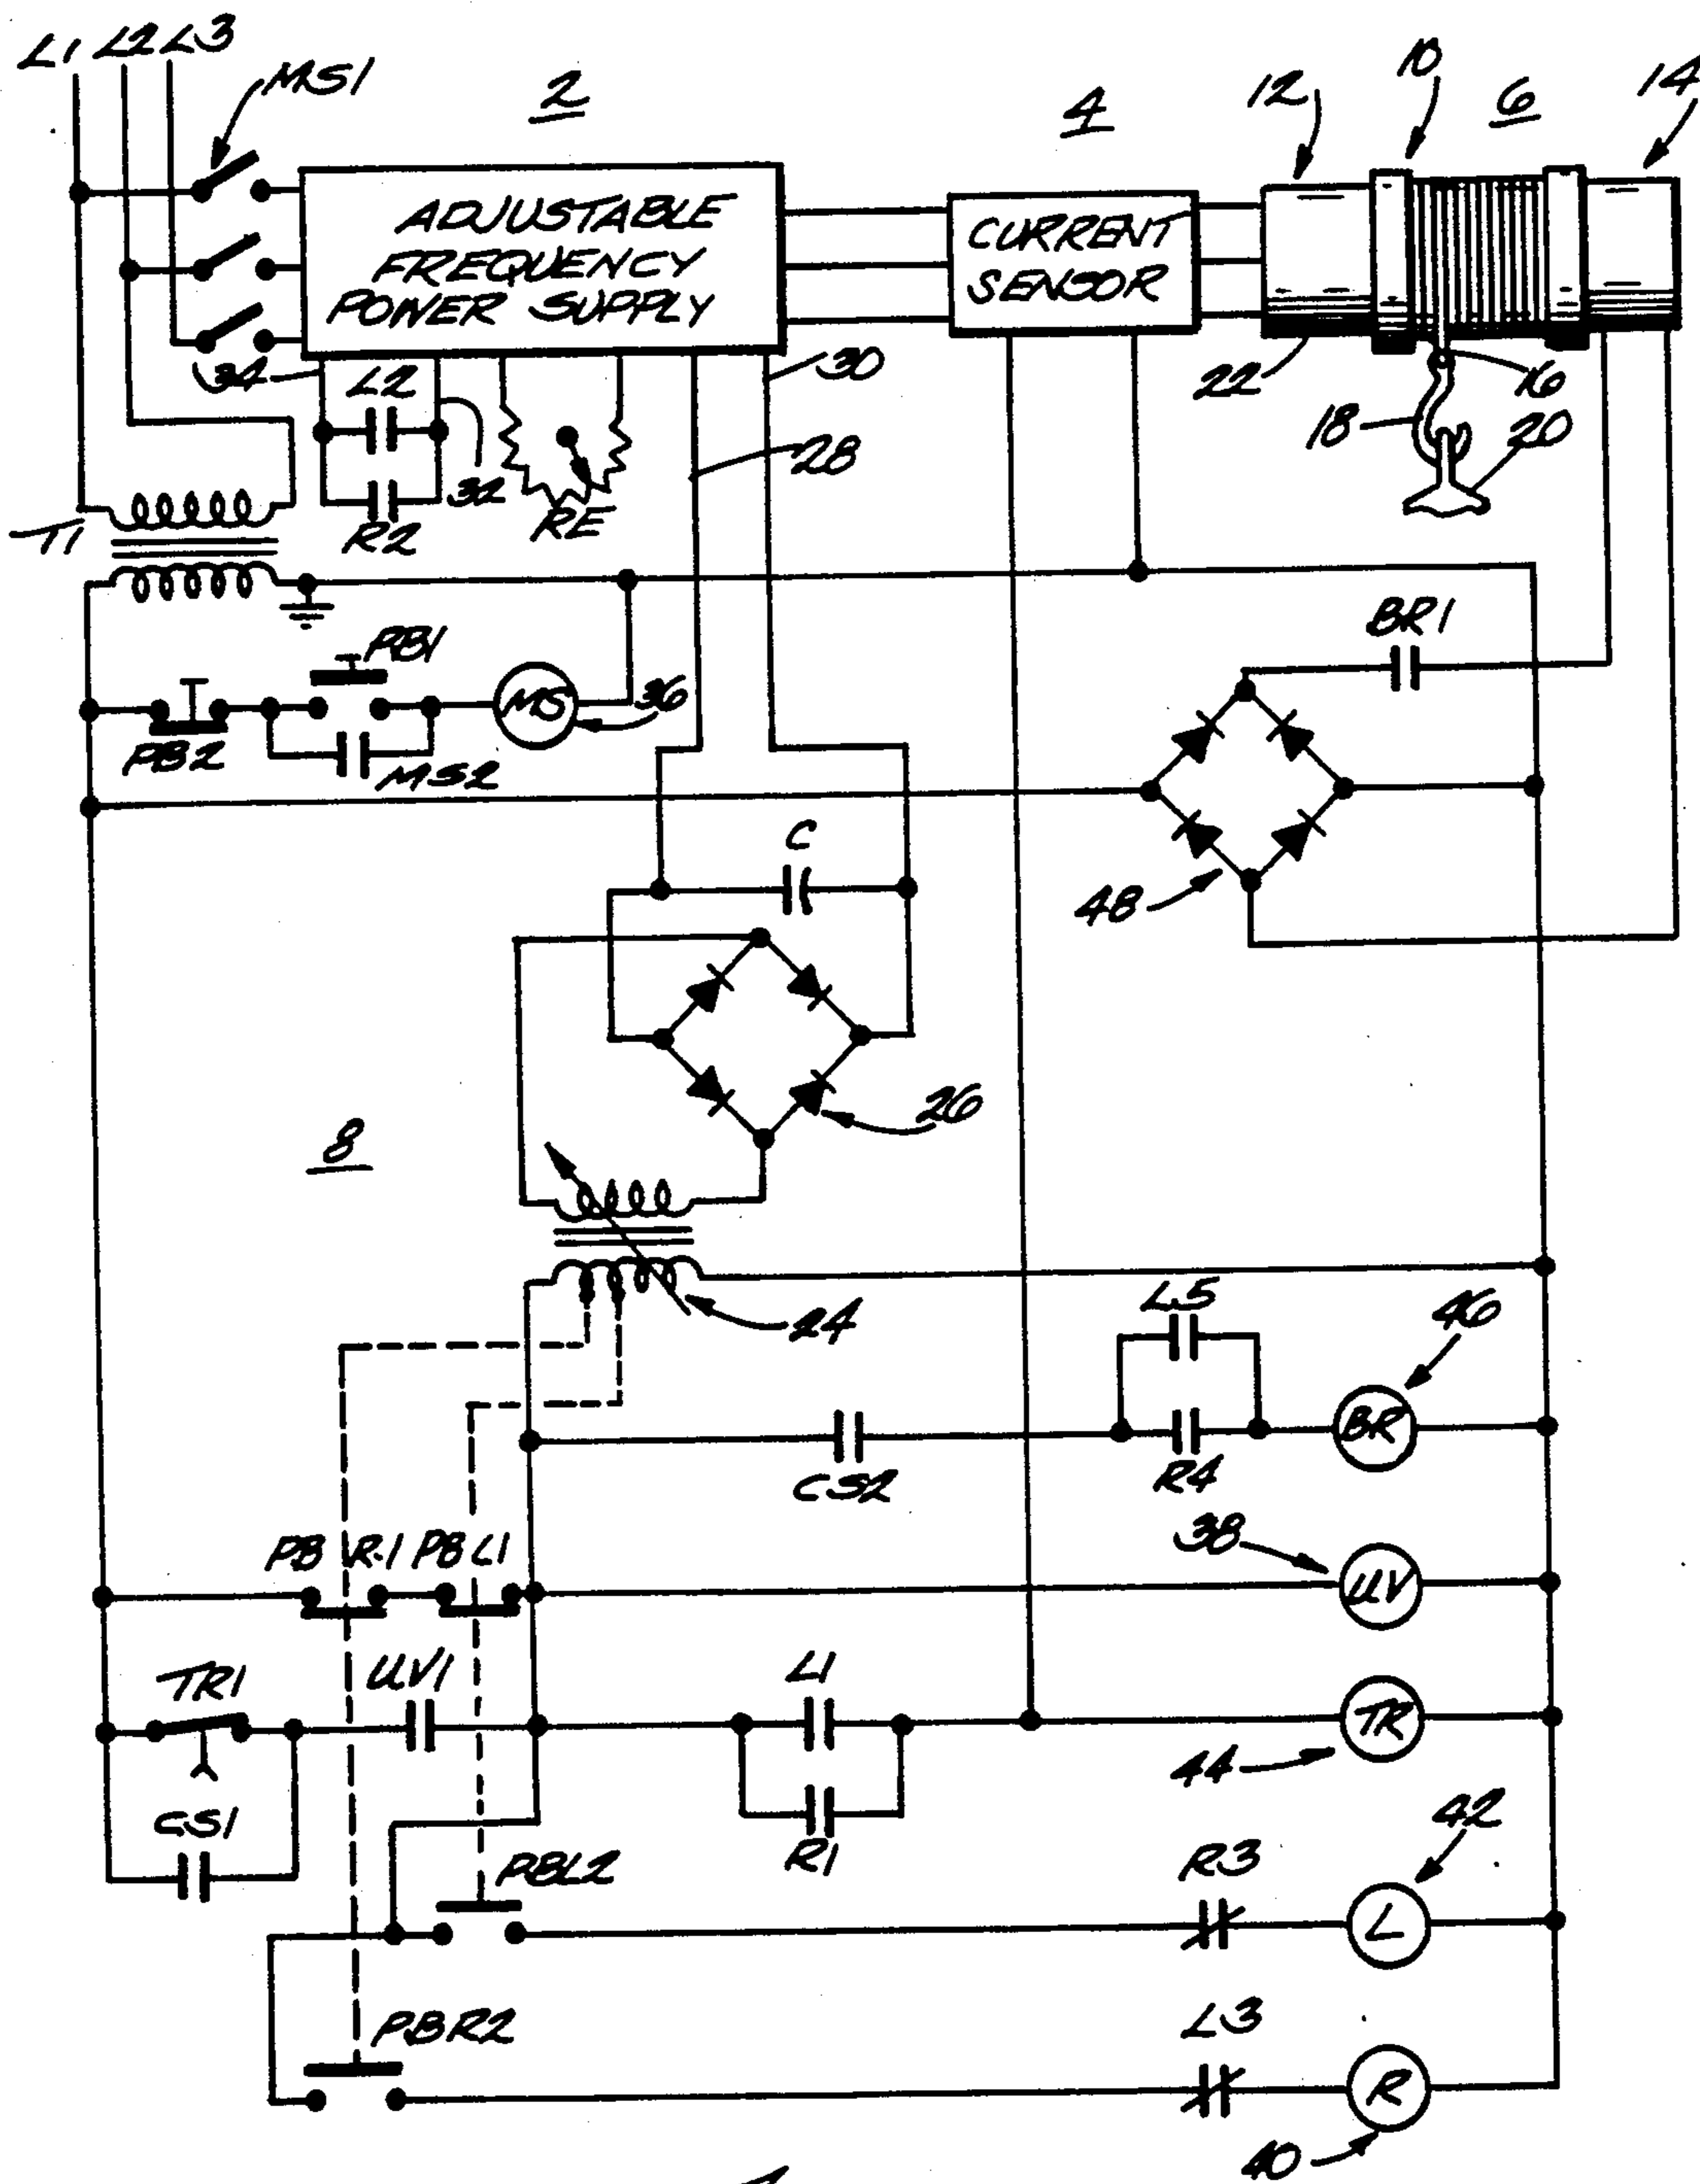 L1 L2 L3
MS1
2
4
12
10
6
14
ADJUSTABLE
FREQUENCY
POWER SUPPLY
CURRENT
SENSOR
34
L2
30
22
16
18
20
28
32
R2
RE
T1
BR1
PB1
MS
36
PB2
MS2
C
48
26
8
24
L5
46
BR
CS2
R4
38
PB R-1 PB L1
UV
TR1
UV1
L1
TR
44
CS1
R1
42
PBL2
R3
L
PBR2
L3
R
40